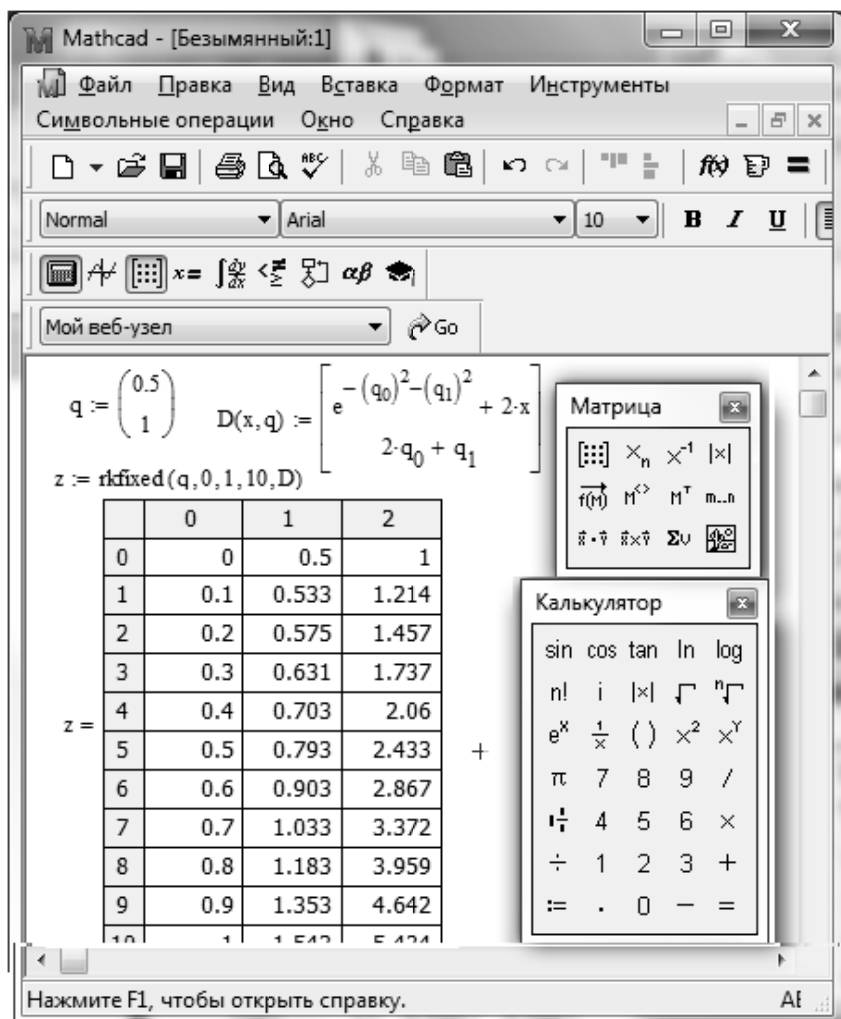 Mathcad - [Безымянный:1]
Файл Правка Вид Вставка Формат Инструменты
Символьные операции Окно Справка
Normal Arial 10 B I U
x= αβ
Мой веб-узел Go
q := (0.5 1) D(x,q) := [e^(-(q₀)²-(q₁)²) + 2·x
2·q₀ + q₁]
z := rkfixed(q,0,1,10,D)
z =
0 1 2
0 0 0.5 1
1 0.1 0.533 1.214
2 0.2 0.575 1.457
3 0.3 0.631 1.737
4 0.4 0.703 2.06
5 0.5 0.793 2.433
6 0.6 0.903 2.867
7 0.7 1.033 3.372
8 0.8 1.183 3.959
9 0.9 1.353 4.642
+
Матрица
[⁝⁝⁝] ×ₙ ×⁻¹ |×|
f(M) M<> Mᵀ m..n
Συ
Калькулятор
sin cos tan ln log
n! i |×| √ ⁿ√
eˣ 1/x ( ) ×² ×ʸ
π 7 8 9 /
4 5 6 ×
÷ 1 2 3 +
:= . 0 — =
Нажмите F1, чтобы открыть справку.